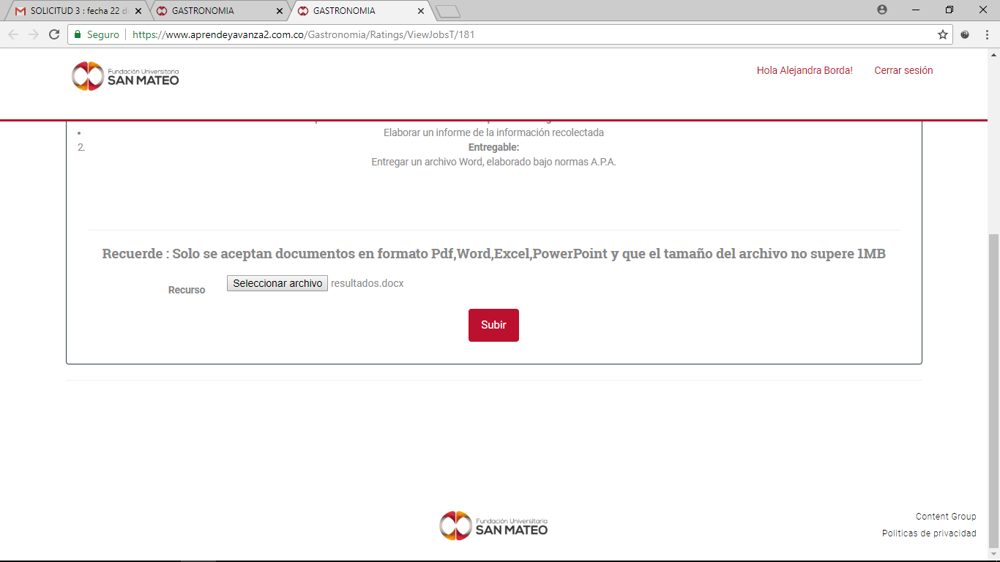 SOLICITUD 3 : fecha 22 d
GASTRONOMIA
GASTRONOMIA
Seguro
https://www.aprendeyavanza2.com.co/Gastronomia/Ratings/ViewJobsT/181
Fundación Universitaria
SAN MATEO
Hola Alejandra Borda!
Cerrar sesión
• Elaborar un informe de la información recolectada
2. Entregable:
Entregar un archivo Word, elaborado bajo normas A.P.A.
Recuerde : Solo se aceptan documentos en formato Pdf,Word,Excel,PowerPoint y que el tamaño del archivo no supere 1MB
Recurso
Seleccionar archivo resultados.docx
Subir
Fundación Universitaria
SAN MATEO
Content Group
Politicas de privacidad